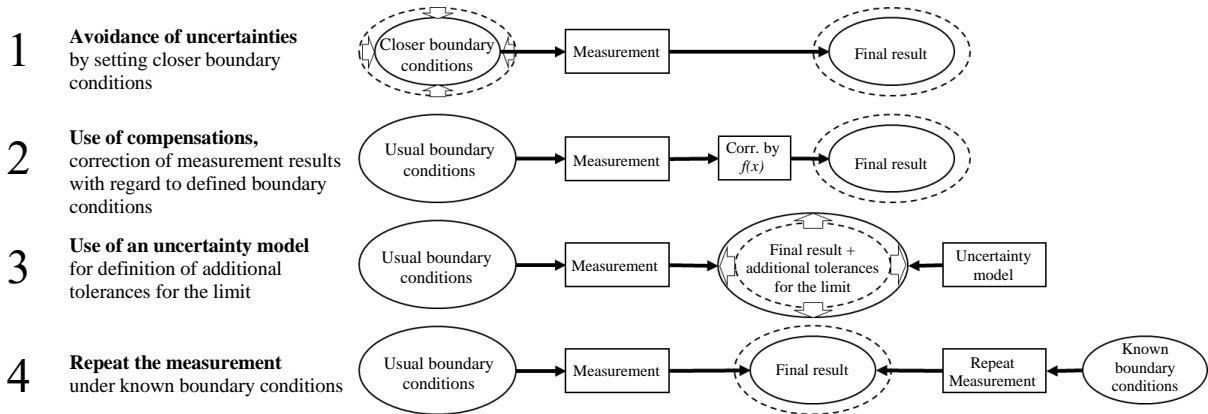 1
Avoidance of uncertainties
by setting closer boundary
conditions
Closer boundary
conditions
Measurement
Final result
2
Use of compensations,
correction of measurement results
with regard to defined boundary
conditions
Usual boundary
conditions
Measurement
Corr. by
f(x)
Final result
3
Use of an uncertainty model
for definition of additional
tolerances for the limit
Usual boundary
conditions
Measurement
Final result +
additional tolerances
for the limit
Uncertainty
model
4
Repeat the measurement
under known boundary conditions
Usual boundary
conditions
Measurement
Final result
Repeat
Measurement
Known
boundary
conditions